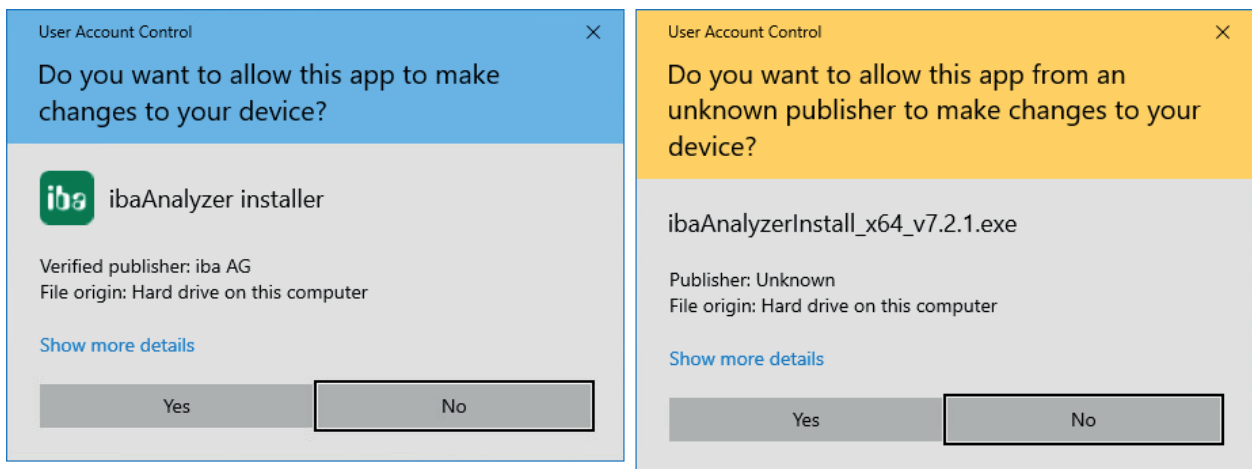 User Account Control
Do you want to allow this app to make
changes to your device?
iba
ibaAnalyzer installer
Verified publisher: iba AG
File origin: Hard drive on this computer
Show more details
Yes
No
User Account Control
Do you want to allow this app from an
unknown publisher to make changes to your
device?
ibaAnalyzerInstall_x64_v7.2.1.exe
Publisher: Unknown
File origin: Hard drive on this computer
Show more details
Yes
No